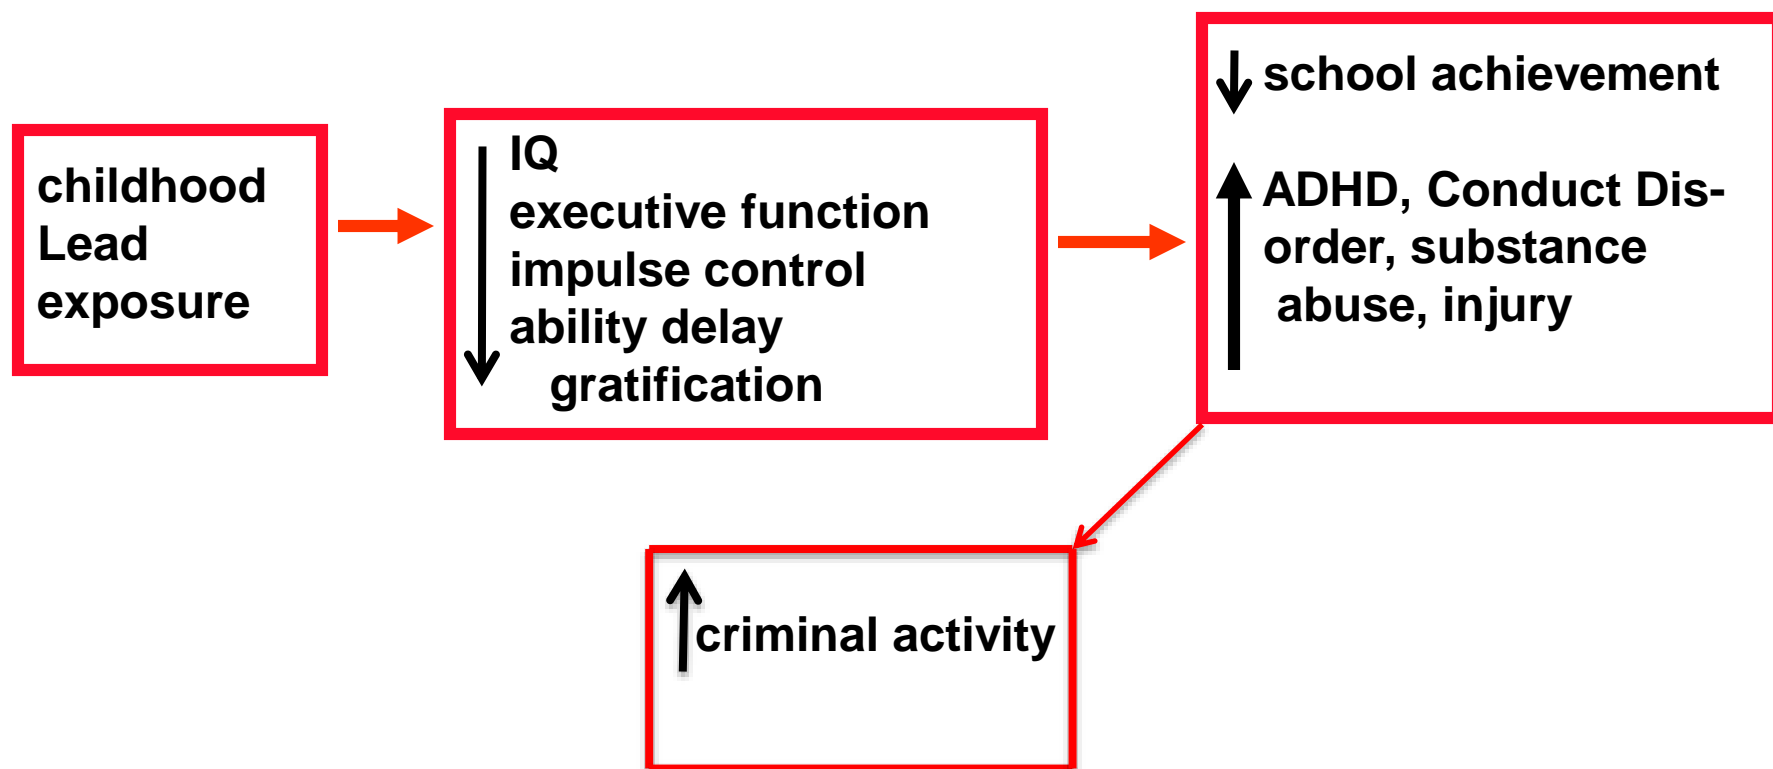 childhood
Lead
exposure
IQ
executive function
impulse control
ability delay
gratification
school achievement
ADHD, Conduct Dis-
order, substance
abuse, injury
criminal activity